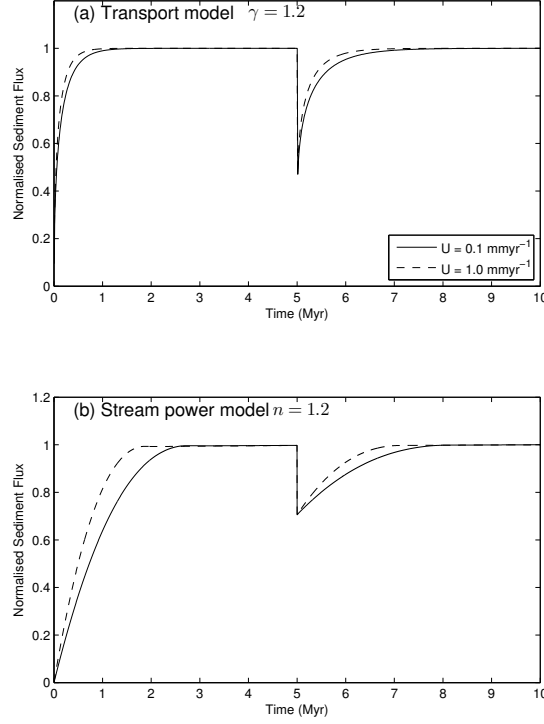 (a) Transport model γ = 1.2
Normalised Sediment Flux
1
0.8
0.6
0.4
0.2
0
U = 0.1 mmyr⁻¹
U = 1.0 mmyr⁻¹
0 1 2 3 4 5 6 7 8 9 10
Time (Myr)
(b) Stream power model n = 1.2
Normalised Sediment Flux
1.2
1
0.8
0.6
0.4
0.2
0
0 1 2 3 4 5 6 7 8 9 10
Time (Myr)